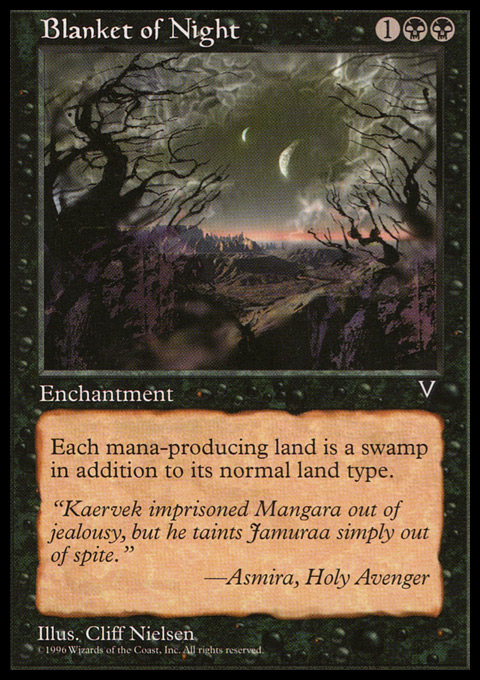 Blanket of Night 1
Enchantment V
Each mana-producing land is a swamp
in addition to its normal land type.
“Kaervek imprisoned Mangara out of
jealousy, but he taints Jamuraa simply out
of spite.”
—Asmira, Holy Avenger
Illus. Cliff Nielsen
©1996 Wizards of the Coast, Inc. All rights reserved.